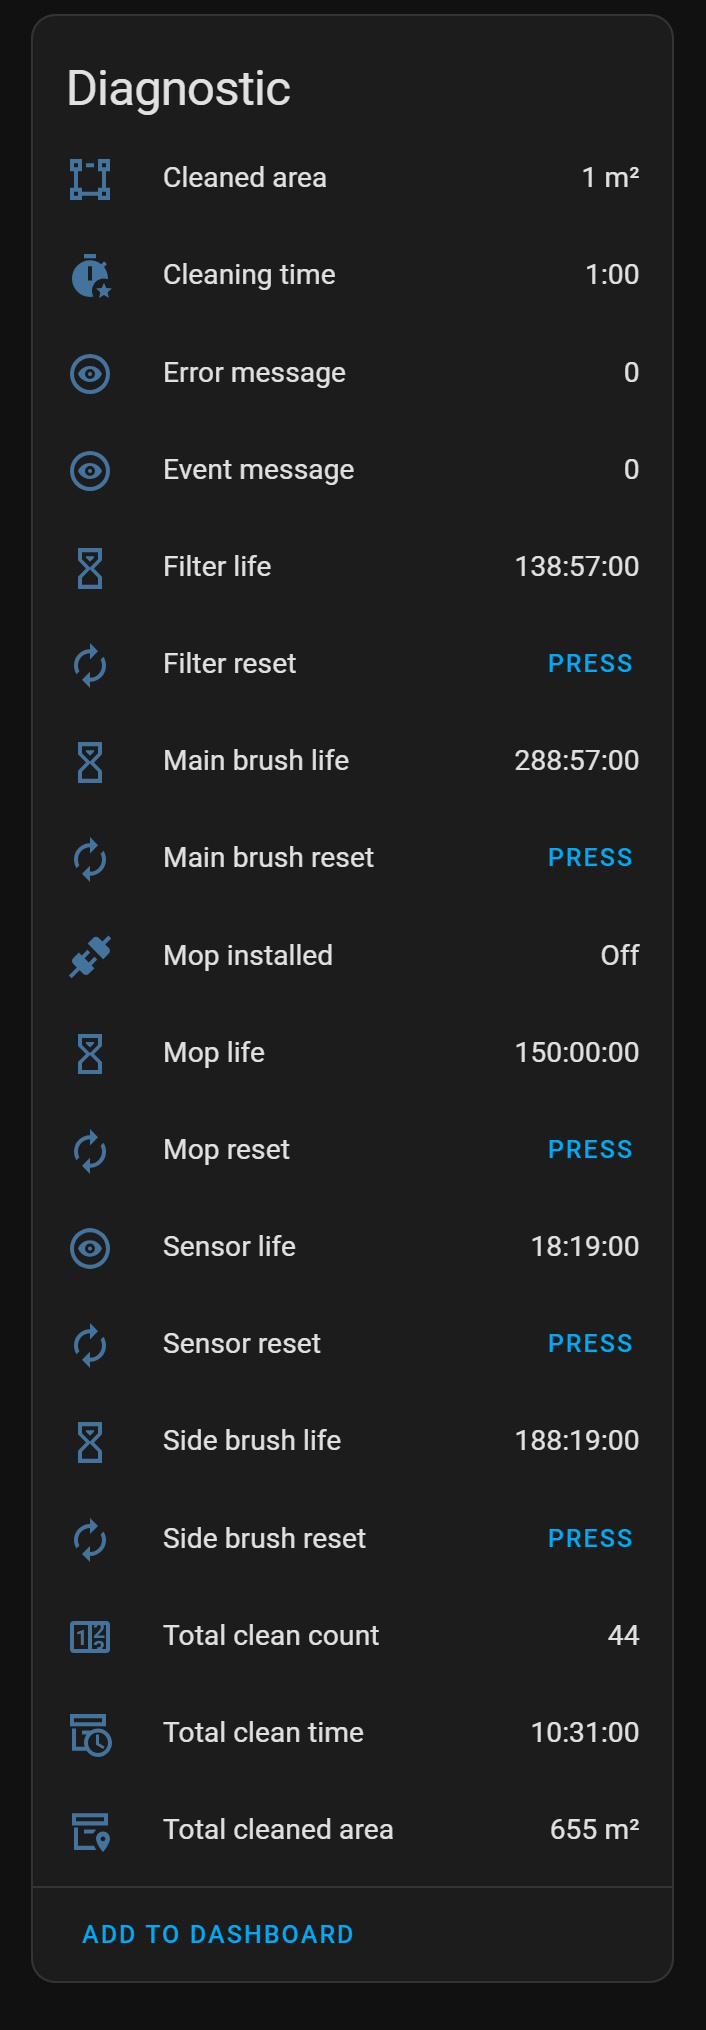 Diagnostic
Cleaned area 1 m²
Cleaning time 1:00
Error message 0
Event message 0
Filter life 138:57:00
Filter reset PRESS
Main brush life 288:57:00
Main brush reset PRESS
Mop installed Off
Mop life 150:00:00
Mop reset PRESS
Sensor life 18:19:00
Sensor reset PRESS
Side brush life 188:19:00
Side brush reset PRESS
Total clean count 44
Total clean time 10:31:00
Total cleaned area 655 m²
ADD TO DASHBOARD